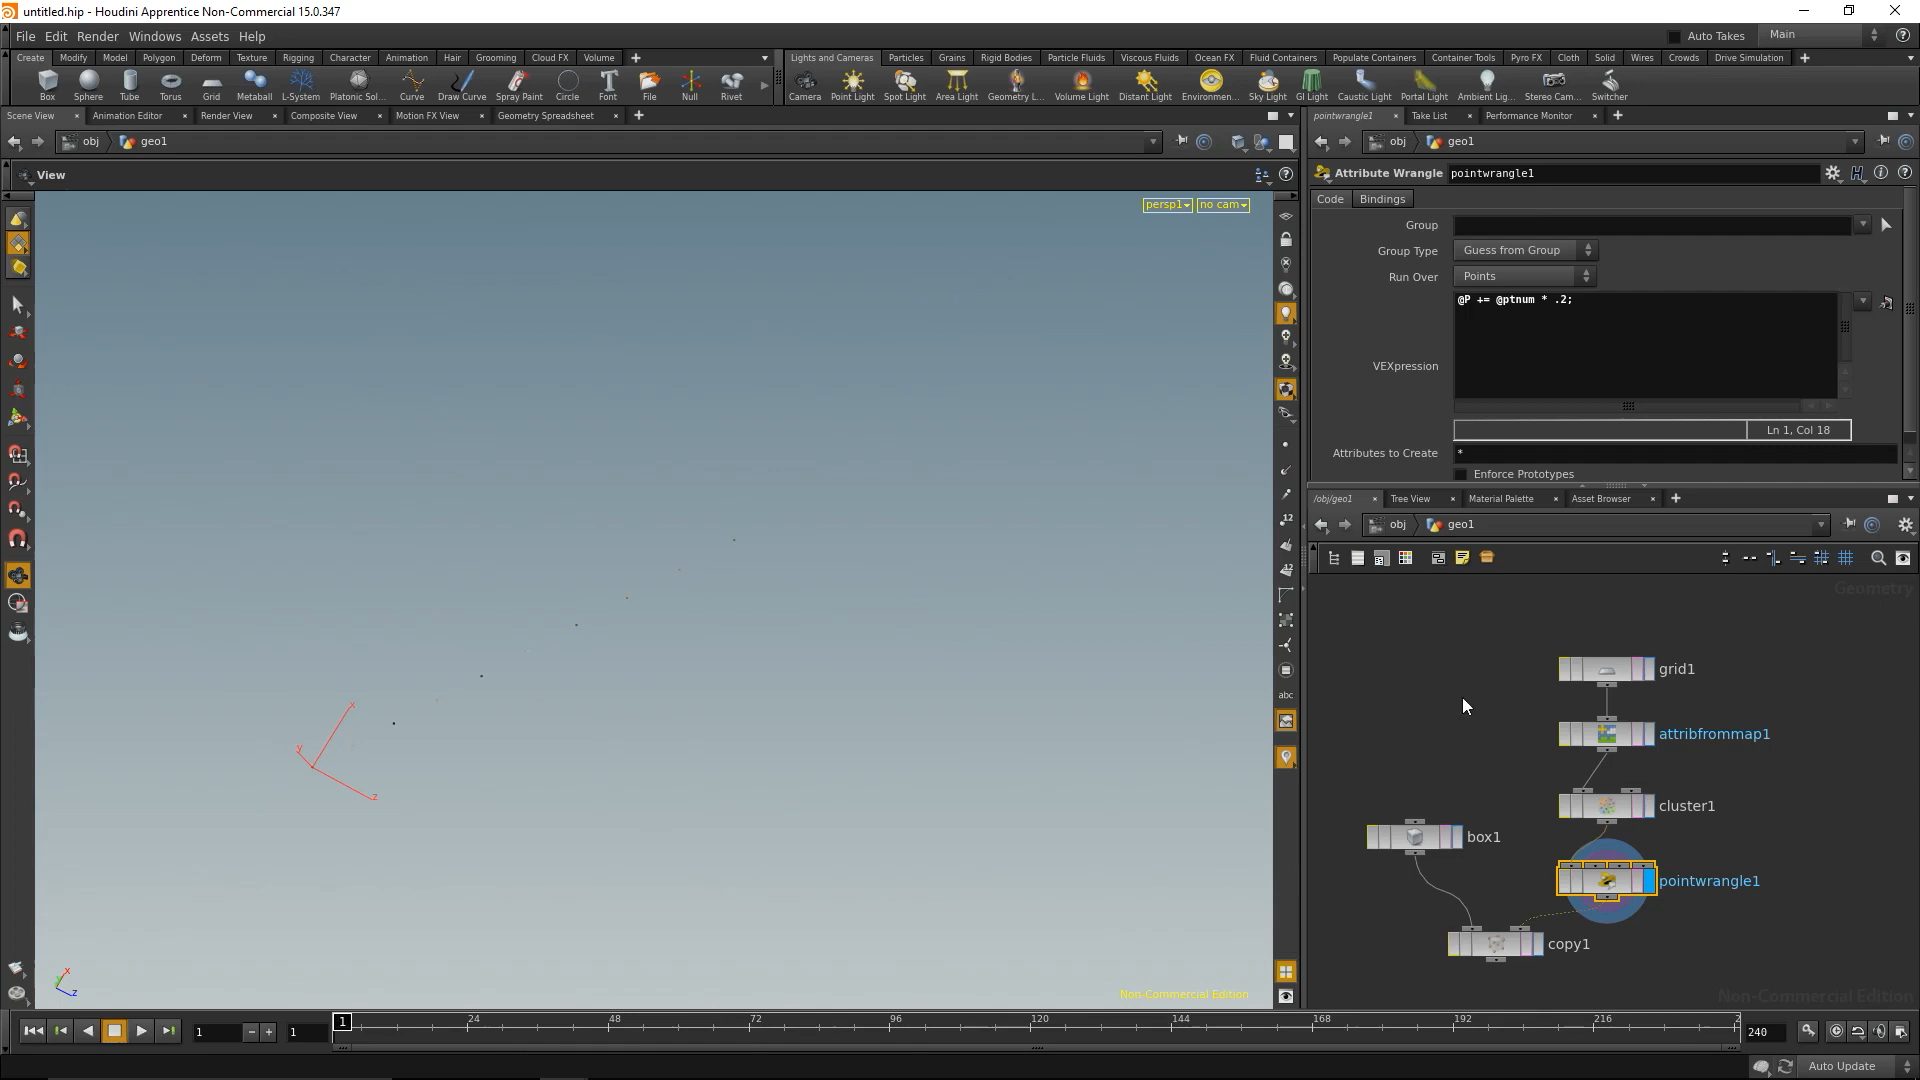 untitled.hip - Houdini Apprentice Non-Commercial 15.0.347
File Edit Render Windows Assets Help
Auto Takes Main
Create Modify Model Polygon Deform Texture Rigging Character Animation Hair Grooming Cloud FX Volume
Lights and Cameras Particles Grains Rigid Bodies Particle Fluids Viscous Fluids Ocean FX Fluid Containers Populate Containers Container Tools Pyro FX Cloth Solid Wires Crowds Drive Simulation
Box Sphere Tube Torus Grid Metaball L-System Platonic Sol... Curve Draw Curve Spray Paint Circle Font File Null Rivet
Camera Point Light Spot Light Area Light Geometry L... Volume Light Distant Light Environmen... Sky Light GI Light Caustic Light Portal Light Ambient Lig... Stereo Cam... Switcher
Scene View Animation Editor Render View Composite View Motion FX View Geometry Spreadsheet
pointwrangle1 Take List Performance Monitor
obj geo1
obj geo1
View
Attribute Wrangle pointwrangle1
Code Bindings
persp1 no cam
Group
Group Type Guess from Group
Run Over Points
@P += @ptnum * .2;
VEXpression
Ln 1, Col 18
Attributes to Create *
Enforce Prototypes
/obj/geo1 Tree View Material Palette Asset Browser
obj geo1
12
12
abc
Geometry
grid1
attribfrommap1
cluster1
box1
pointwrangle1
copy1
x
y
z
x
z
Non-Commercial Edition
Non-Commercial Edition
1 1 1 24 48 72 96 120 144 168 192 216 2 240
Auto Update